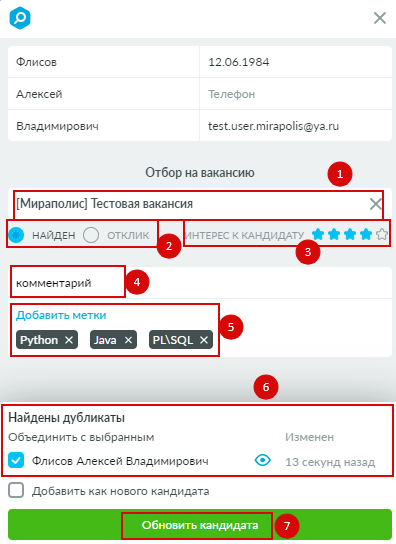 Флисов 12.06.1984
Алексей Телефон
Владимирович test.user.mirapolis@ya.ru
Отбор на вакансию
1
[Мираполис] Тестовая вакансия
НАЙДЕН ОТКЛИК ИНТЕРЕС К КАНДИДАТУ
2 3
комментарий 4
Добавить метки
Python Java PL\SQL
5
6
Найдены дубликаты
Объединить с выбранным Изменен
Флисов Алексей Владимирович 13 секунд назад
Добавить как нового кандидата
Обновить кандидата 7